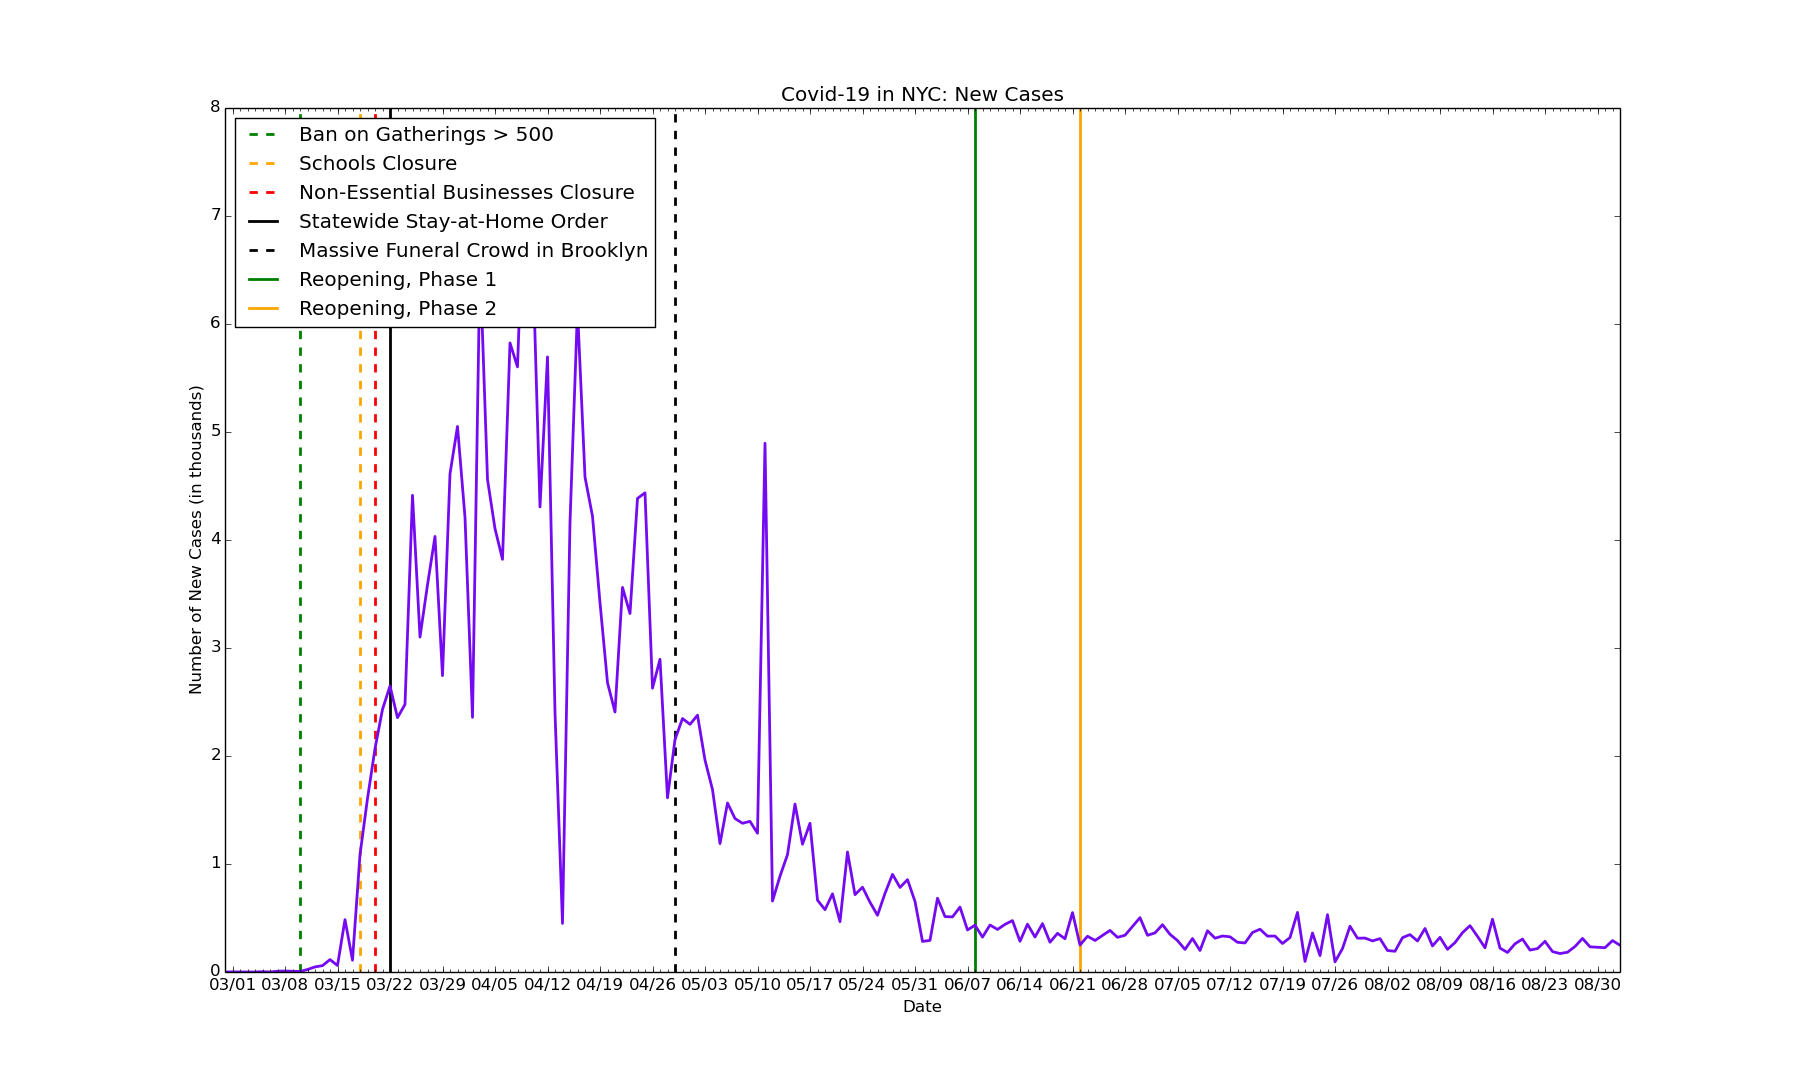 Covid-19 in NYC: New Cases
8
7
6
5
4
3
2
1
0
Number of New Cases (in thousands)
Ban on Gatherings > 500
Schools Closure
Non-Essential Businesses Closure
Statewide Stay-at-Home Order
Massive Funeral Crowd in Brooklyn
Reopening, Phase 1
Reopening, Phase 2
03/01 03/08 03/15 03/22 03/29 04/05 04/12 04/19 04/26 05/03 05/10 05/17 05/24 05/31 06/07 06/14 06/21 06/28 07/05 07/12 07/19 07/26 08/02 08/09 08/16 08/23 08/30
Date